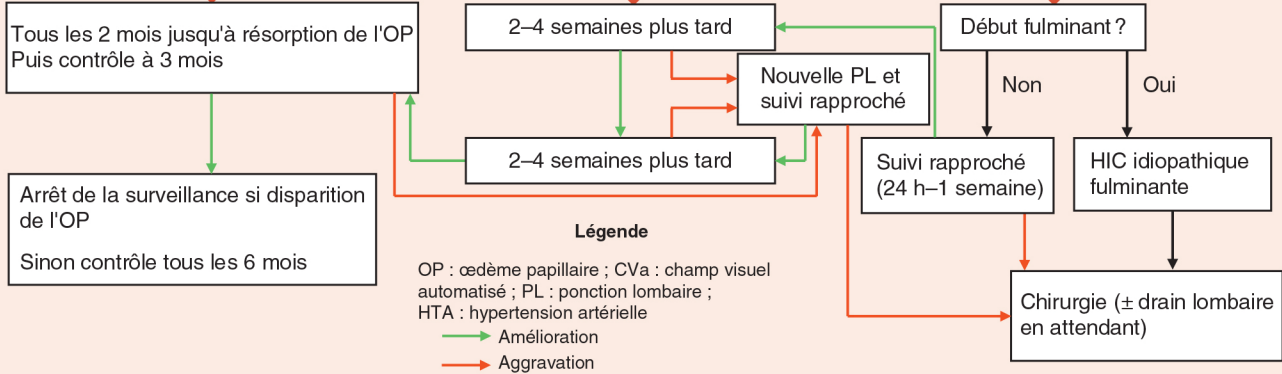 Tous les 2 mois jusqu'à résorption de l'OP
Puis contrôle à 3 mois
Arrêt de la surveillance si disparition
de l'OP
Sinon contrôle tous les 6 mois
2–4 semaines plus tard
Nouvelle PL et
suivi rapproché
2–4 semaines plus tard
Début fulminant ?
Non
Oui
Suivi rapproché
(24 h–1 semaine)
HIC idiopathique
fulminante
Chirurgie (± drain lombaire
en attendant)
Légende
OP : œdème papillaire ; CVa : champ visuel
automatisé ; PL : ponction lombaire ;
HTA : hypertension artérielle
Amélioration
Aggravation